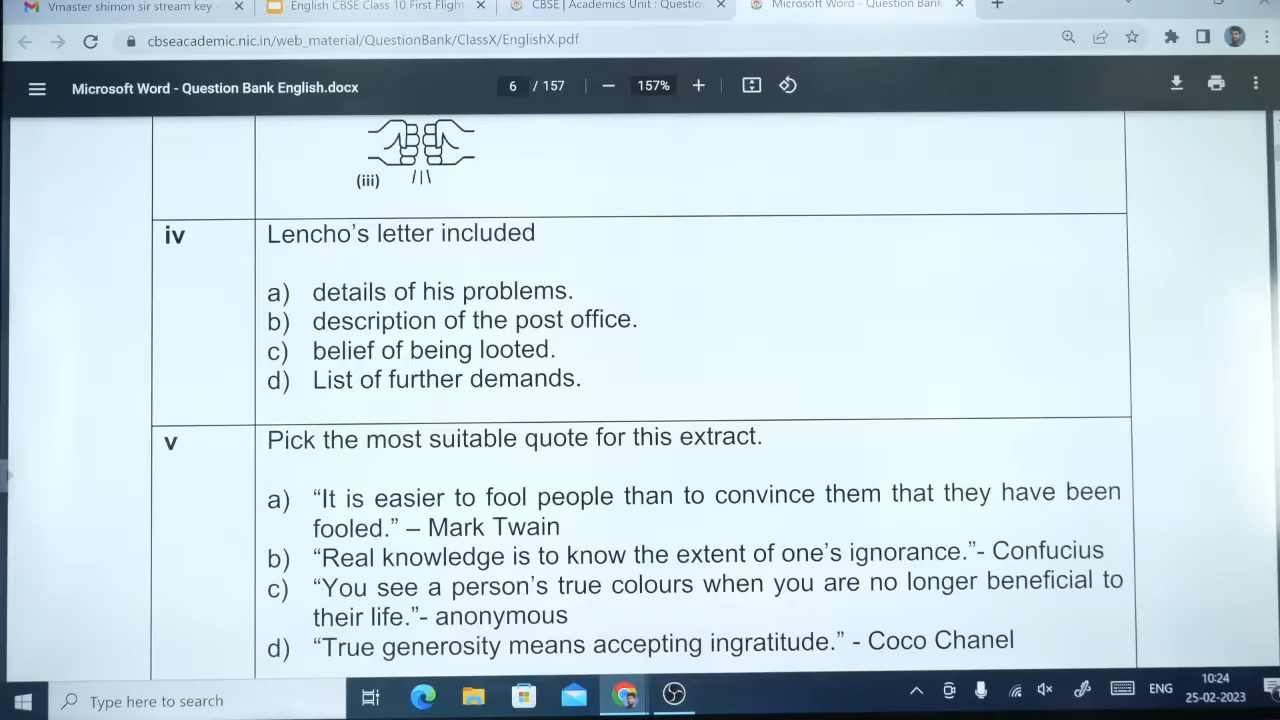 Vmaster shimon sir stream key -
English CBSE Class 10 First Flight
CBSE | Academics Unit : Question
Microsoft Word - Question Bank
cbseacademic.nic.in/web_material/QuestionBank/ClassX/EnglishX.pdf
Microsoft Word - Question Bank English.docx
6 / 157
157%
(iii)
iv Lencho's letter included
a) details of his problems.
b) description of the post office.
c) belief of being looted.
d) List of further demands.
v Pick the most suitable quote for this extract.
a) “It is easier to fool people than to convince them that they have been
fooled.” – Mark Twain
b) “Real knowledge is to know the extent of one's ignorance.”- Confucius
c) “You see a person's true colours when you are no longer beneficial to
their life.”- anonymous
d) “True generosity means accepting ingratitude.” - Coco Chanel
Type here to search
ENG
10:24
25-02-2023